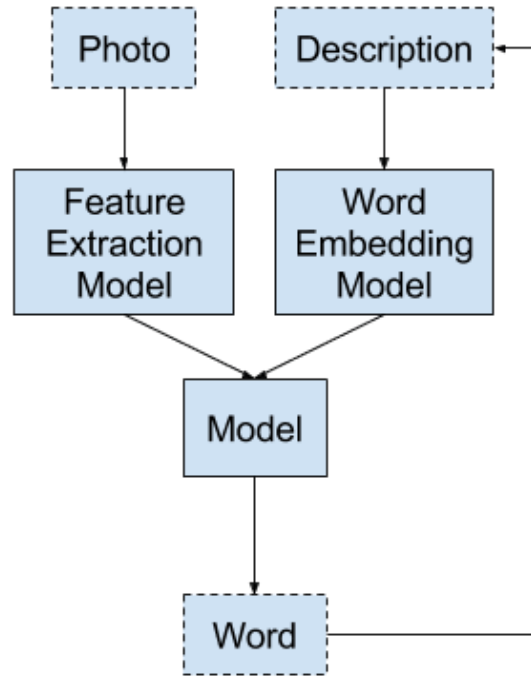 Photo
Description
Feature
Extraction
Model
Word
Embedding
Model
Model
Word